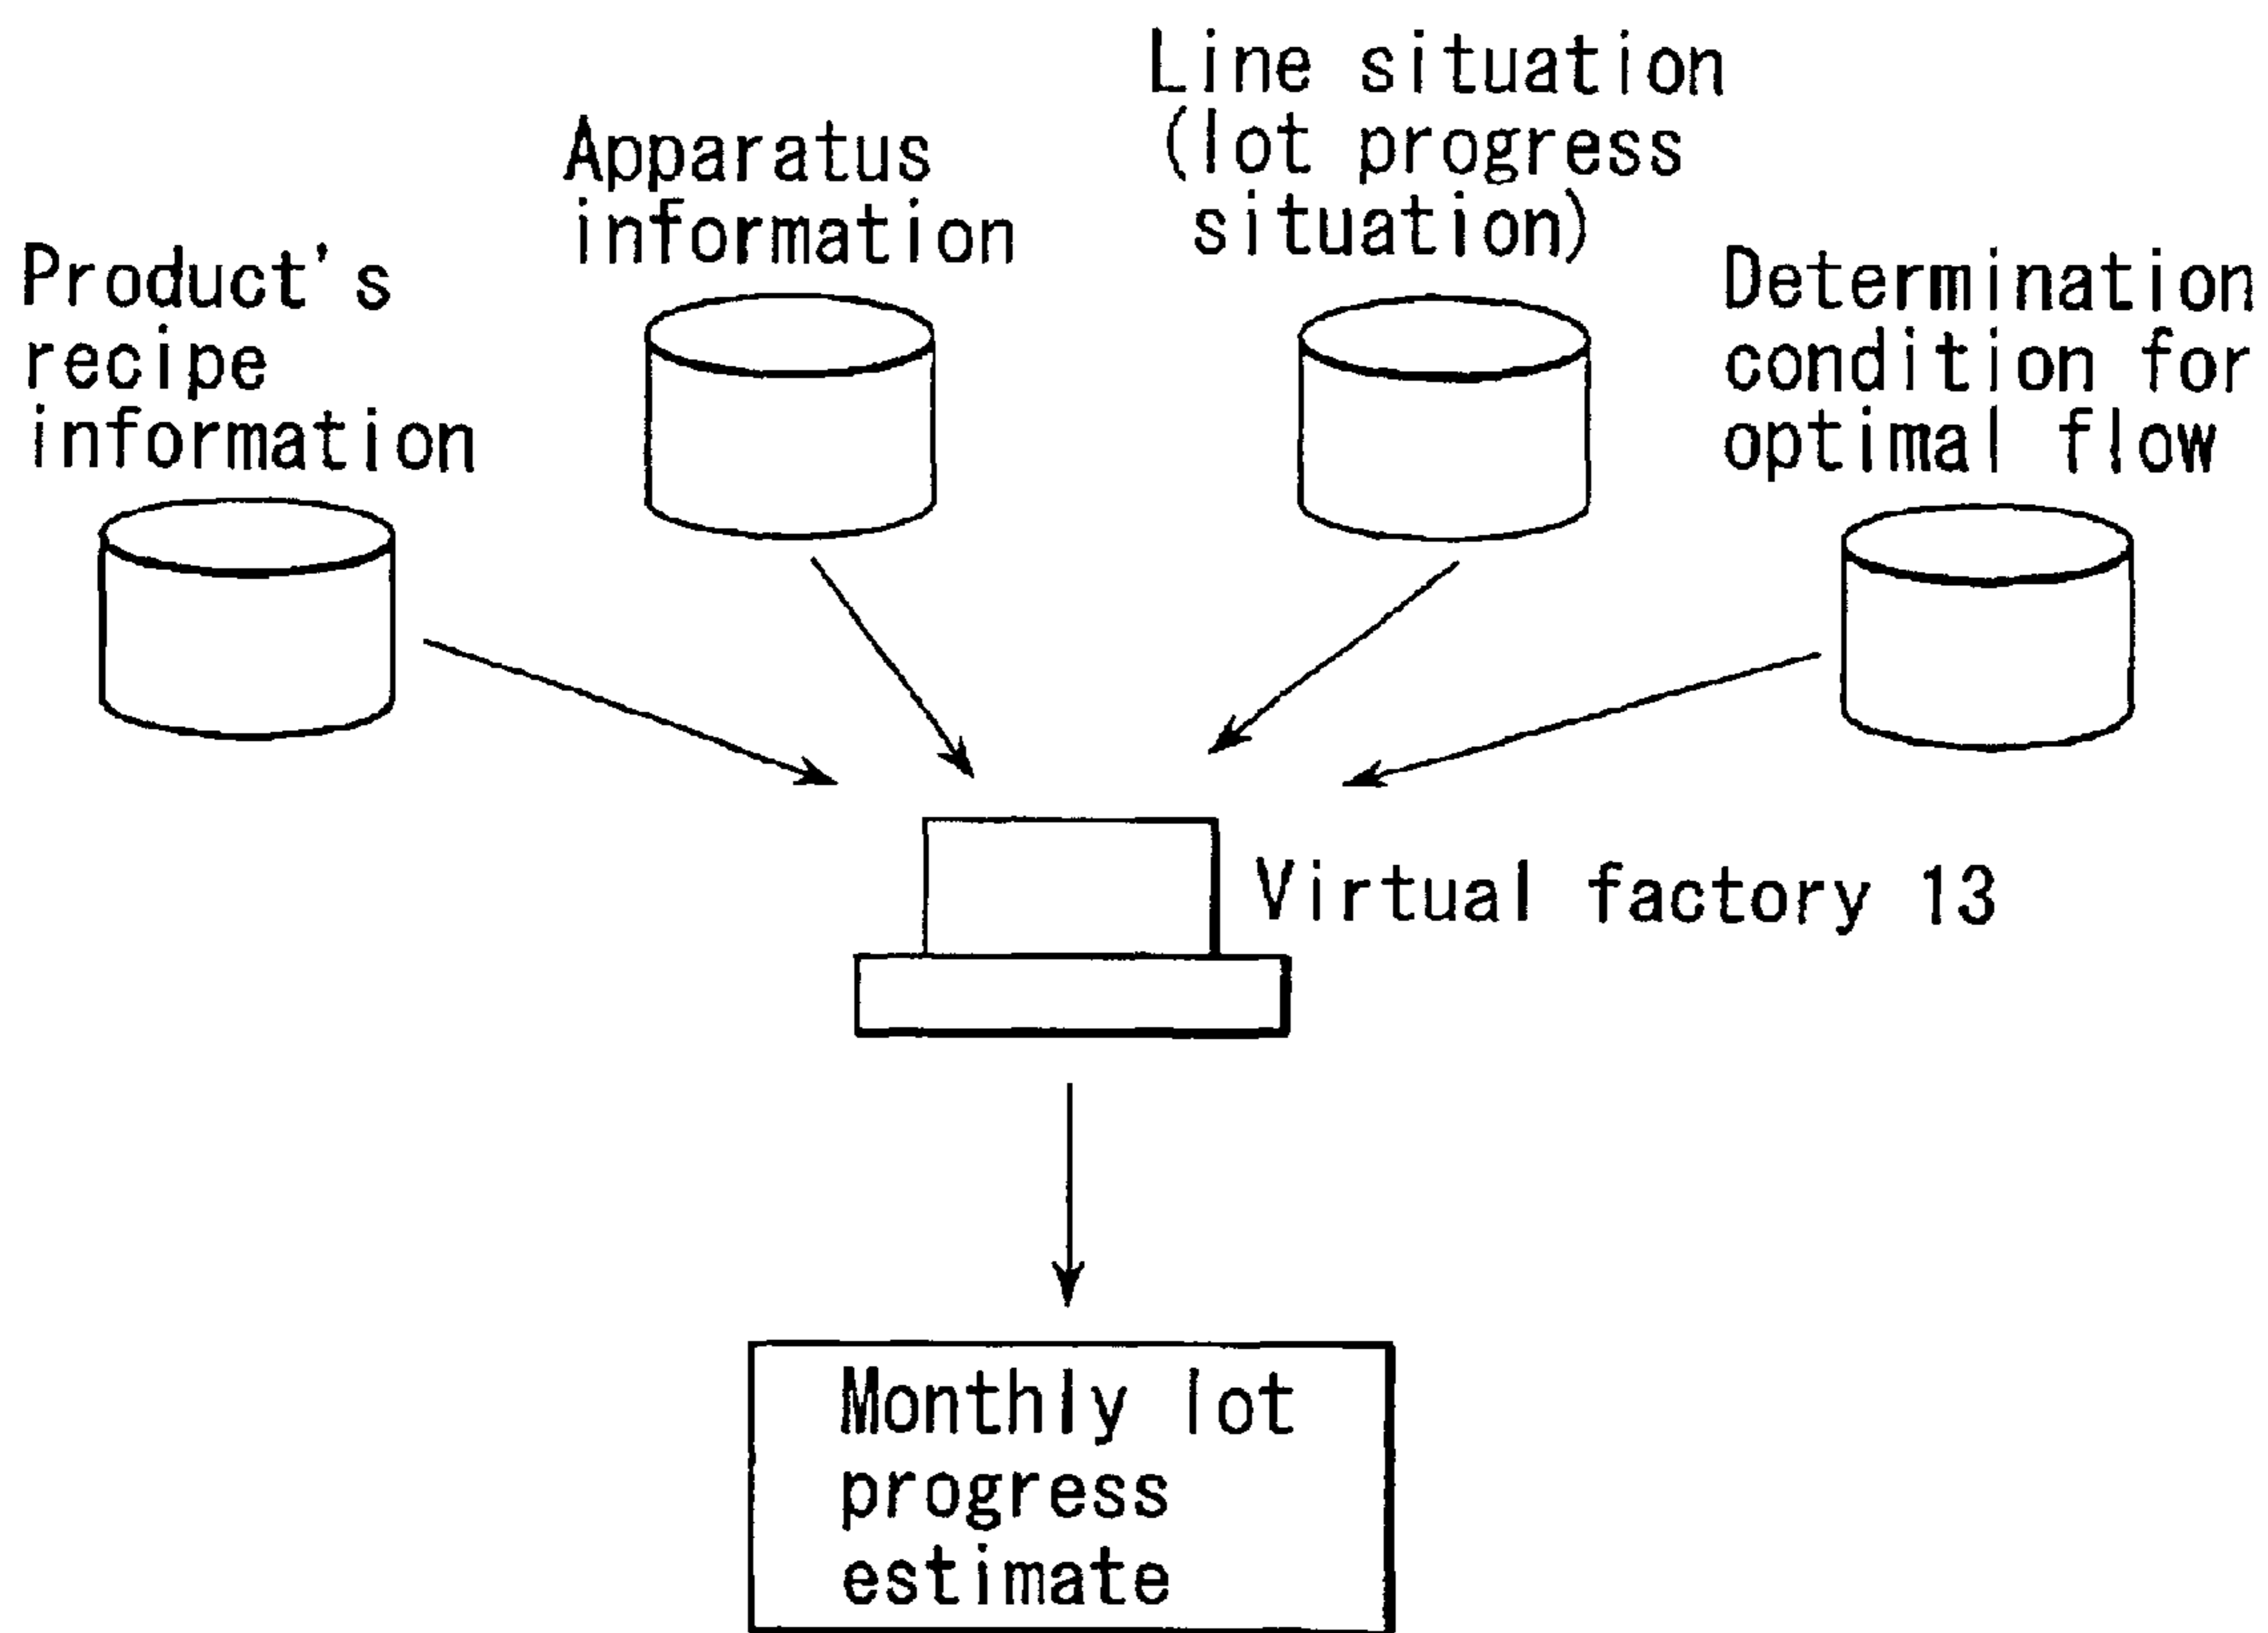 Product's
recipe
information
Apparatus
information
Line situation
(lot progress
situation)
Determination
condition for
optimal flow
Virtual factory 13
Monthly lot
progress
estimate